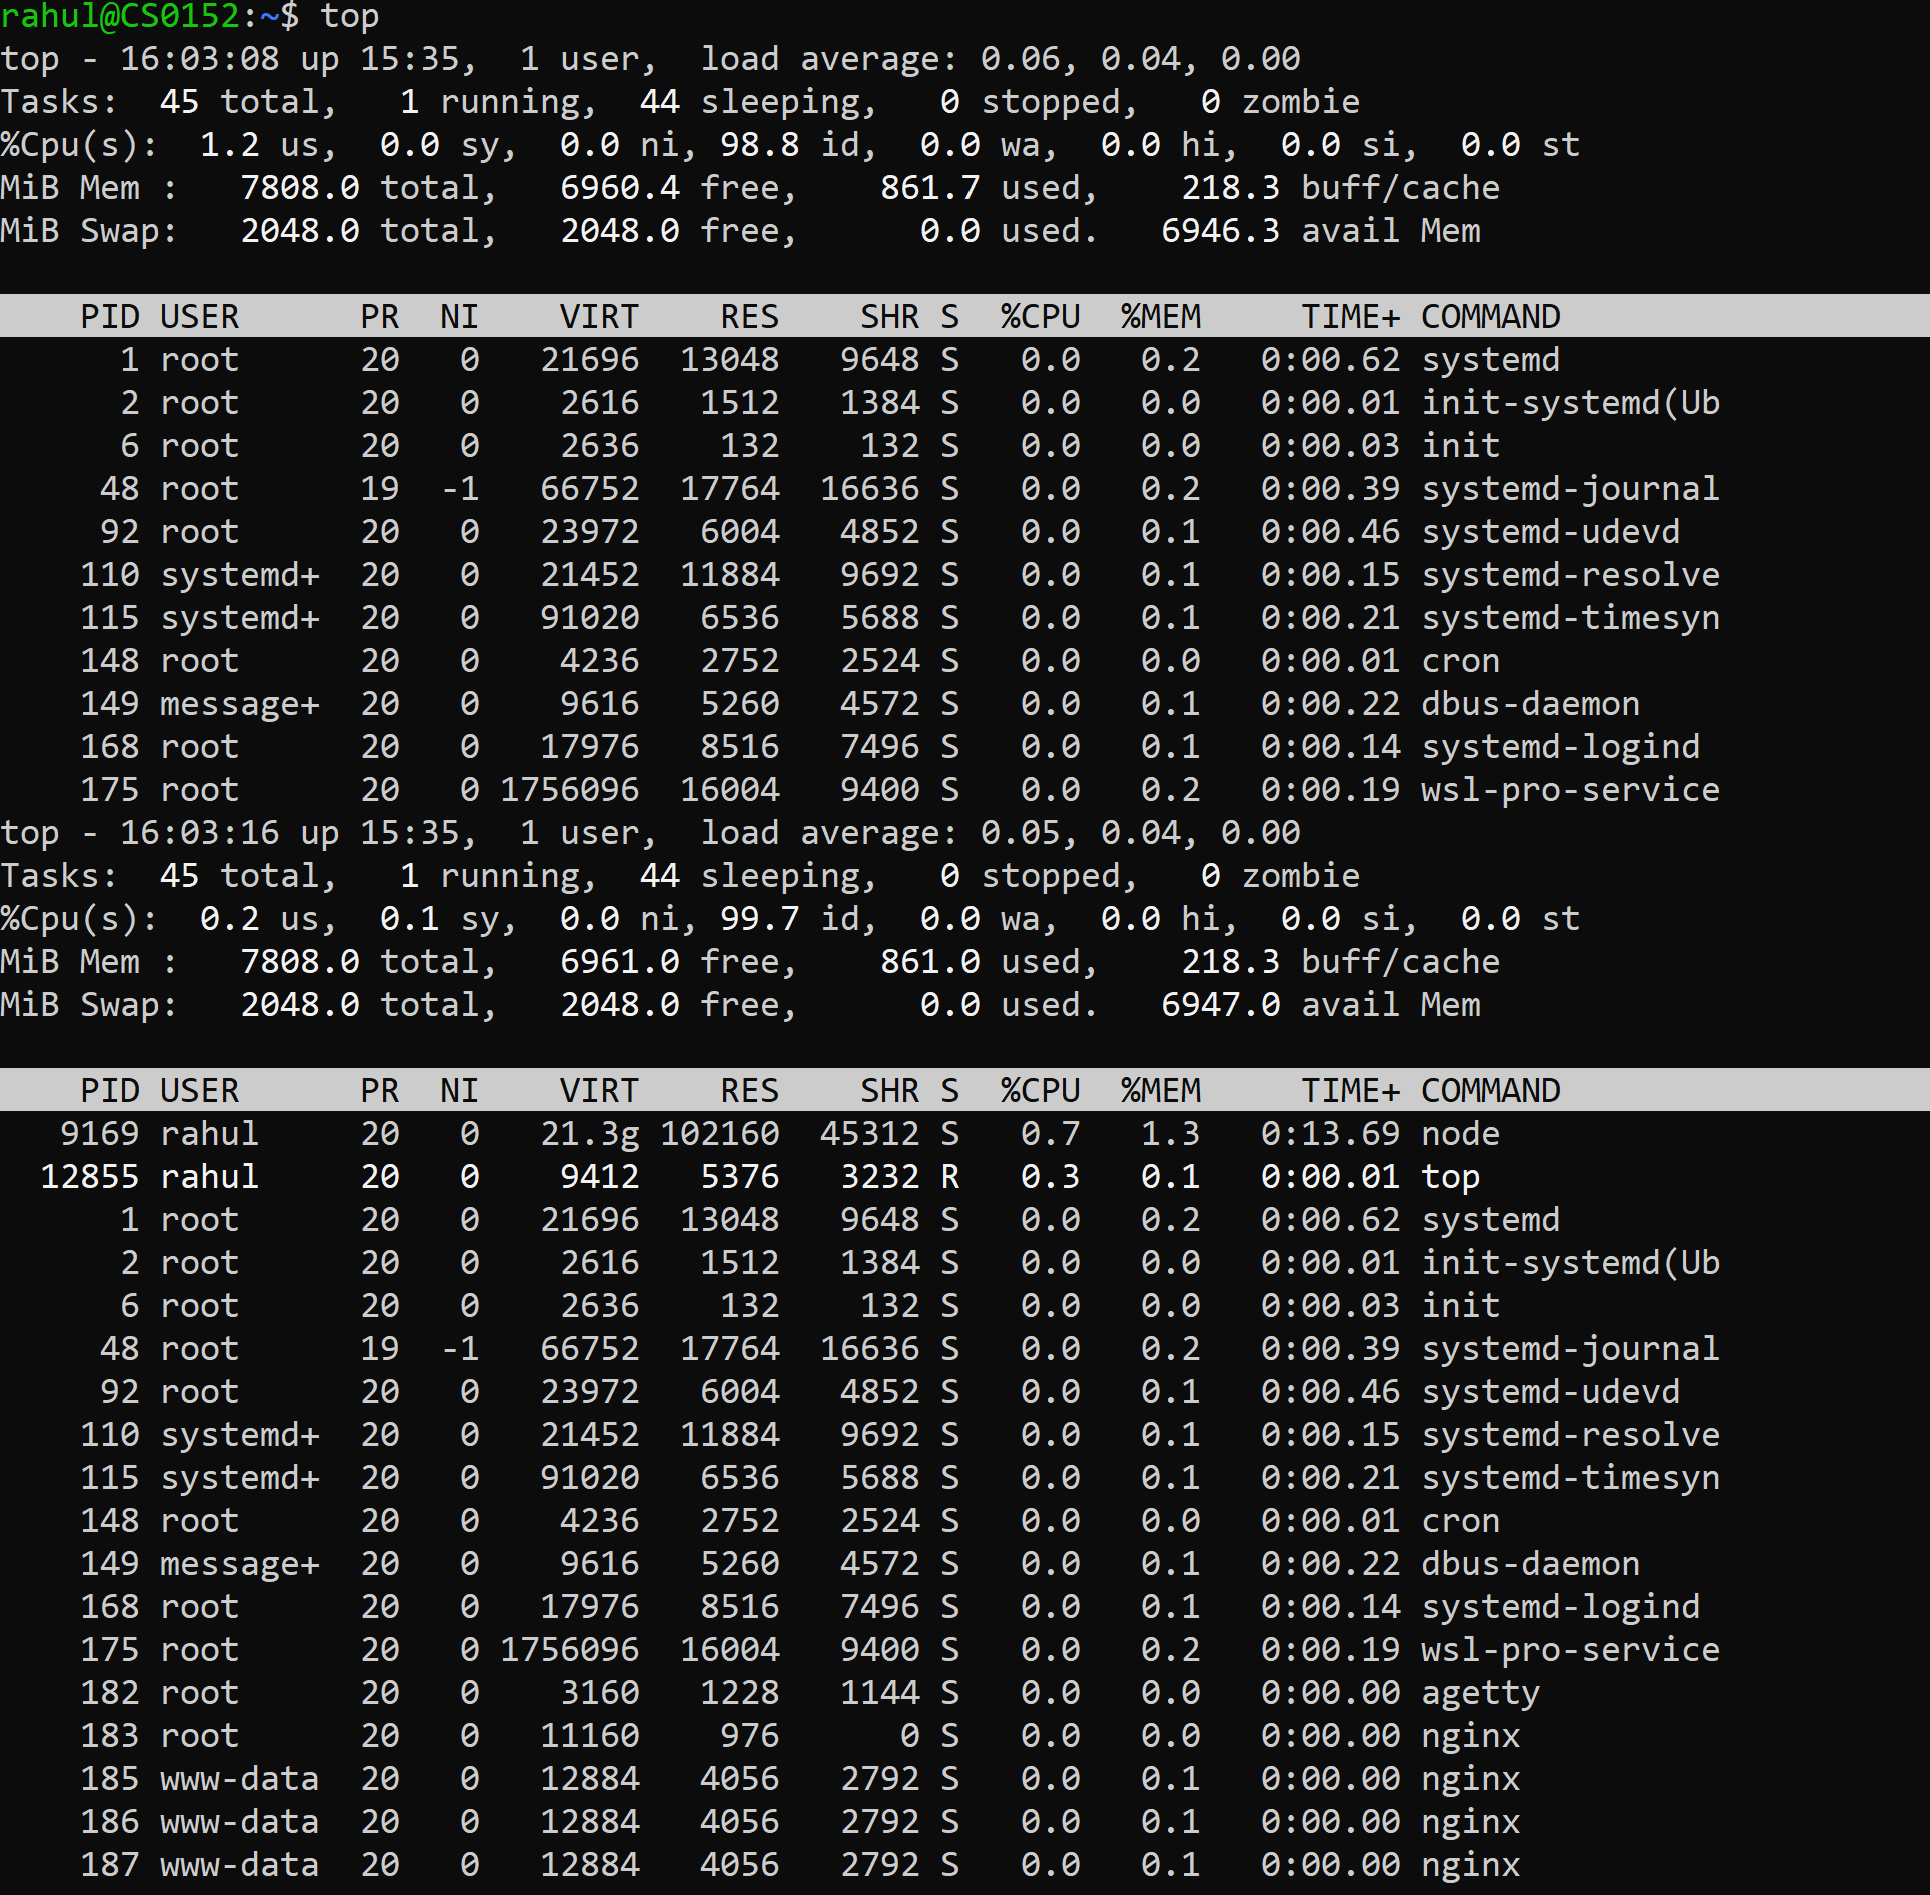 rahul@CS0152:~$ top
top - 16:03:08 up 15:35,  1 user,  load average: 0.06, 0.04, 0.00
Tasks:  45 total,   1 running,  44 sleeping,   0 stopped,   0 zombie
%Cpu(s):  1.2 us,  0.0 sy,  0.0 ni, 98.8 id,  0.0 wa,  0.0 hi,  0.0 si,  0.0 st
MiB Mem :   7808.0 total,   6960.4 free,    861.7 used,    218.3 buff/cache
MiB Swap:   2048.0 total,   2048.0 free,      0.0 used.   6946.3 avail Mem
    PID USER      PR  NI    VIRT    RES    SHR S  %CPU  %MEM     TIME+ COMMAND
      1 root      20   0   21696  13048   9648 S   0.0   0.2   0:00.62 systemd
      2 root      20   0    2616   1512   1384 S   0.0   0.0   0:00.01 init-systemd(Ub
      6 root      20   0    2636    132    132 S   0.0   0.0   0:00.03 init
     48 root      19  -1   66752  17764  16636 S   0.0   0.2   0:00.39 systemd-journal
     92 root      20   0   23972   6004   4852 S   0.0   0.1   0:00.46 systemd-udevd
    110 systemd+  20   0   21452  11884   9692 S   0.0   0.1   0:00.15 systemd-resolve
    115 systemd+  20   0   91020   6536   5688 S   0.0   0.1   0:00.21 systemd-timesyn
    148 root      20   0    4236   2752   2524 S   0.0   0.0   0:00.01 cron
    149 message+  20   0    9616   5260   4572 S   0.0   0.1   0:00.22 dbus-daemon
    168 root      20   0   17976   8516   7496 S   0.0   0.1   0:00.14 systemd-logind
    175 root      20   0 1756096  16004   9400 S   0.0   0.2   0:00.19 wsl-pro-service
top - 16:03:16 up 15:35,  1 user,  load average: 0.05, 0.04, 0.00
Tasks:  45 total,   1 running,  44 sleeping,   0 stopped,   0 zombie
%Cpu(s):  0.2 us,  0.1 sy,  0.0 ni, 99.7 id,  0.0 wa,  0.0 hi,  0.0 si,  0.0 st
MiB Mem :   7808.0 total,   6961.0 free,    861.0 used,    218.3 buff/cache
MiB Swap:   2048.0 total,   2048.0 free,      0.0 used.   6947.0 avail Mem
    PID USER      PR  NI    VIRT    RES    SHR S  %CPU  %MEM     TIME+ COMMAND
   9169 rahul     20   0   21.3g 102160  45312 S   0.7   1.3   0:13.69 node
  12855 rahul     20   0    9412   5376   3232 R   0.3   0.1   0:00.01 top
      1 root      20   0   21696  13048   9648 S   0.0   0.2   0:00.62 systemd
      2 root      20   0    2616   1512   1384 S   0.0   0.0   0:00.01 init-systemd(Ub
      6 root      20   0    2636    132    132 S   0.0   0.0   0:00.03 init
     48 root      19  -1   66752  17764  16636 S   0.0   0.2   0:00.39 systemd-journal
     92 root      20   0   23972   6004   4852 S   0.0   0.1   0:00.46 systemd-udevd
    110 systemd+  20   0   21452  11884   9692 S   0.0   0.1   0:00.15 systemd-resolve
    115 systemd+  20   0   91020   6536   5688 S   0.0   0.1   0:00.21 systemd-timesyn
    148 root      20   0    4236   2752   2524 S   0.0   0.0   0:00.01 cron
    149 message+  20   0    9616   5260   4572 S   0.0   0.1   0:00.22 dbus-daemon
    168 root      20   0   17976   8516   7496 S   0.0   0.1   0:00.14 systemd-logind
    175 root      20   0 1756096  16004   9400 S   0.0   0.2   0:00.19 wsl-pro-service
    182 root      20   0    3160   1228   1144 S   0.0   0.0   0:00.00 agetty
    183 root      20   0   11160    976      0 S   0.0   0.0   0:00.00 nginx
    185 www-data  20   0   12884   4056   2792 S   0.0   0.1   0:00.00 nginx
    186 www-data  20   0   12884   4056   2792 S   0.0   0.1   0:00.00 nginx
    187 www-data  20   0   12884   4056   2792 S   0.0   0.1   0:00.00 nginx